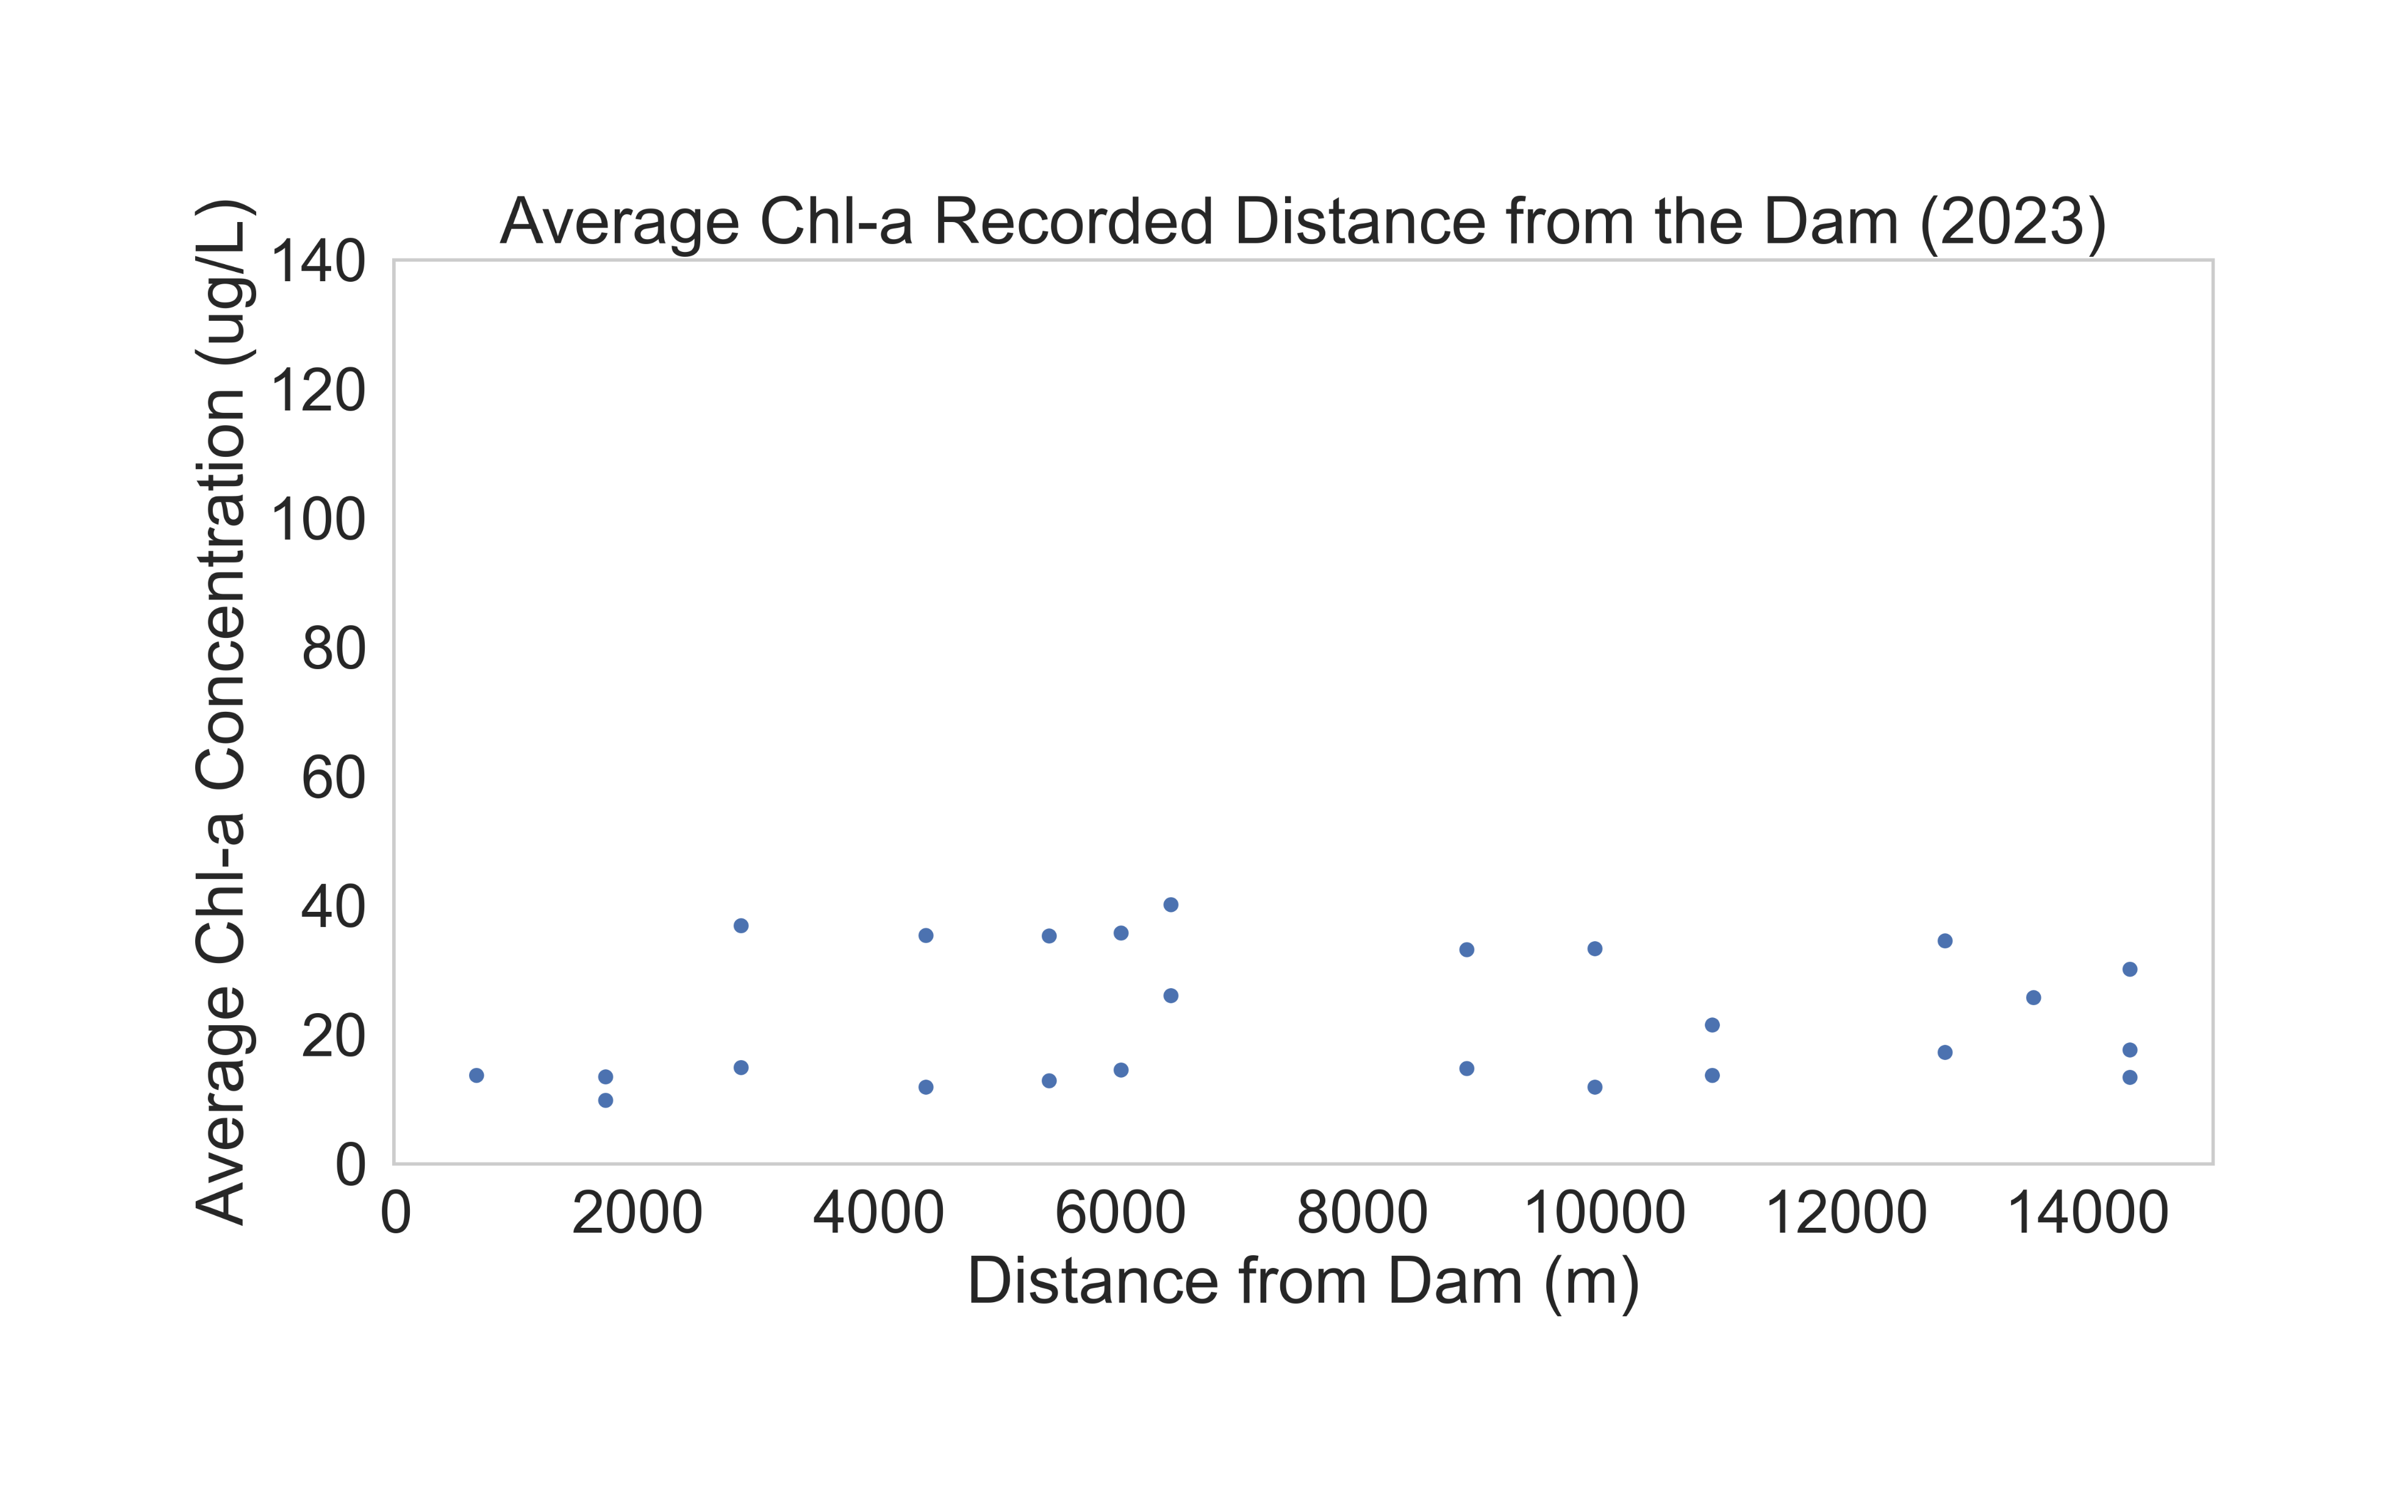 Average Chl-a Recorded Distance from the Dam (2023)
Average Chl-a Concentration (ug/L)
140
120
100
80
60
40
20
0
0 2000 4000 6000 8000 10000 12000 14000
Distance from Dam (m)